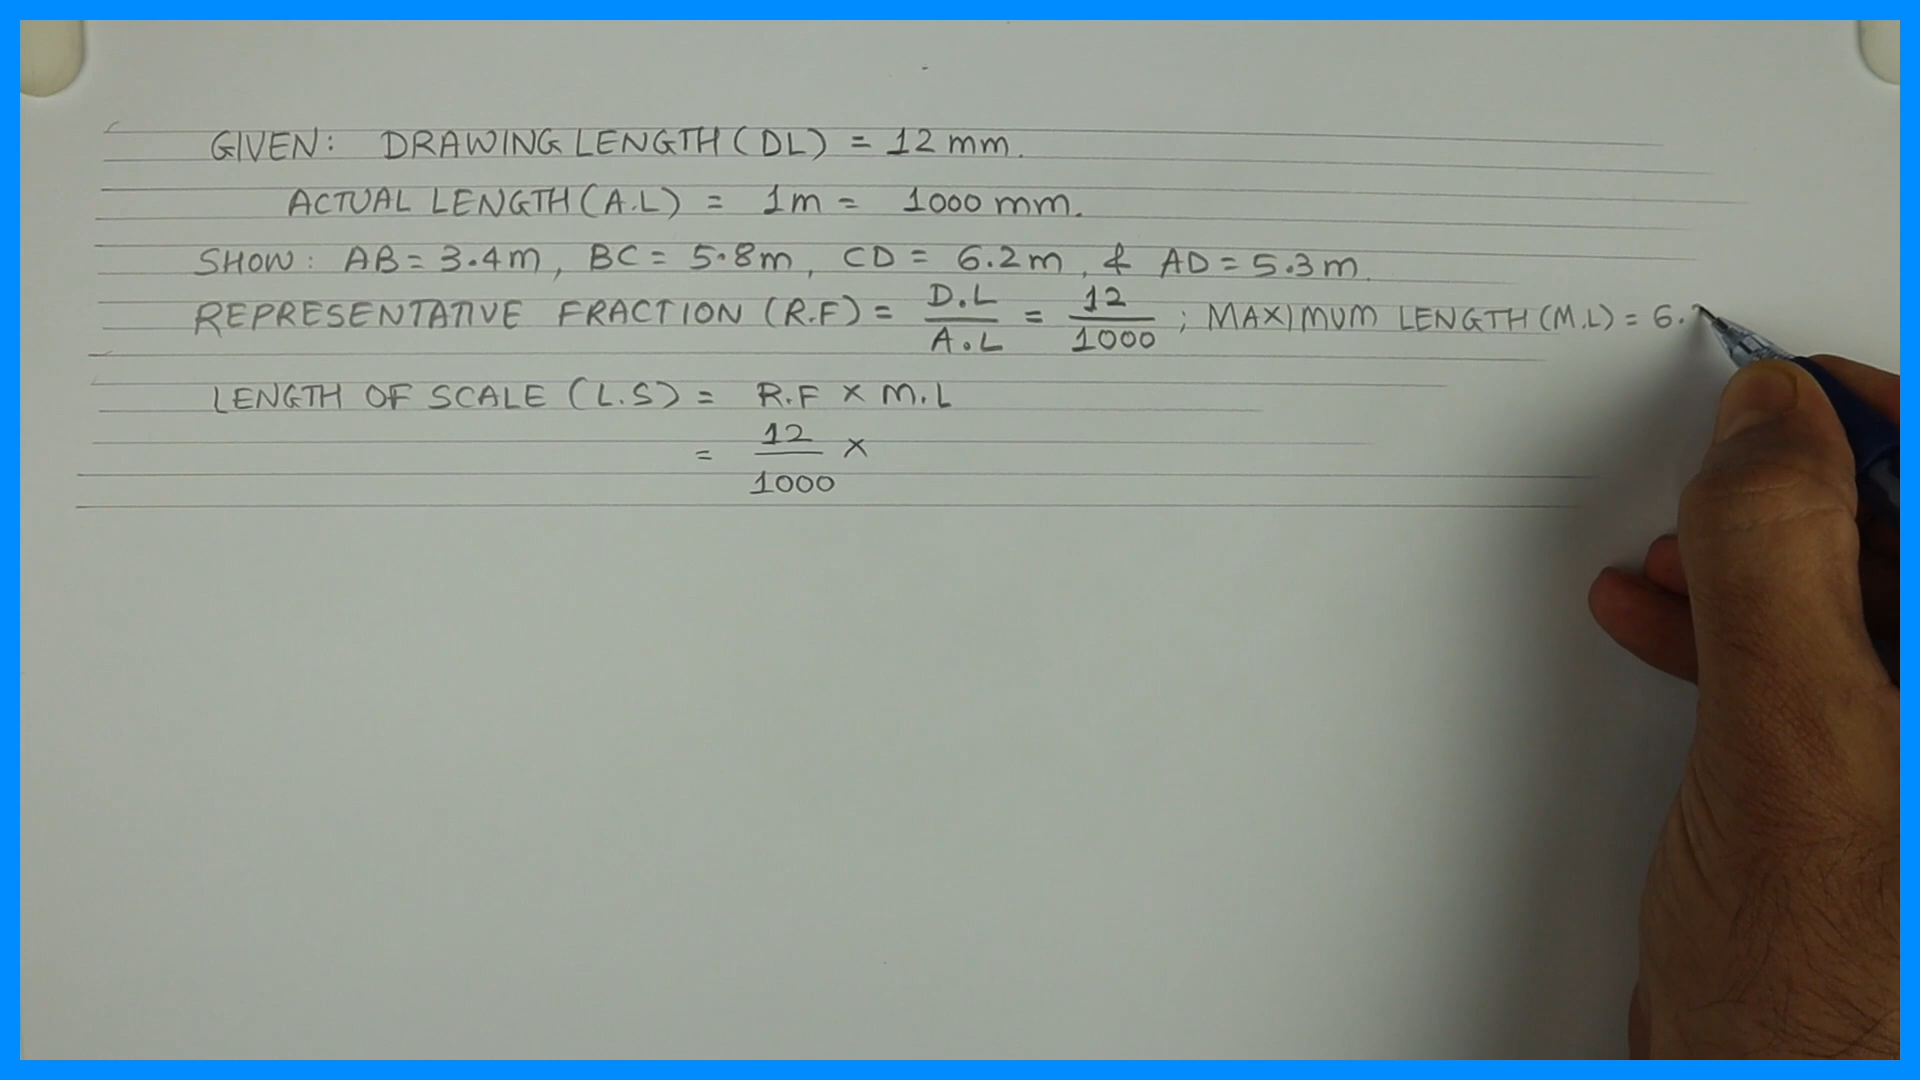 GIVEN: DRAWING LENGTH (DL) = 12 mm.
ACTUAL LENGTH (A.L) = 1m = 1000 mm.
SHOW: AB = 3.4m, BC = 5.8m, CD = 6.2m, & AD = 5.3m.
REPRESENTATIVE FRACTION (R.F) = D.L / A.L = 12 / 1000 ; MAXIMUM LENGTH (M.L) = 6.
LENGTH OF SCALE (L.S) = R.F × M.L
= 12 / 1000 ×